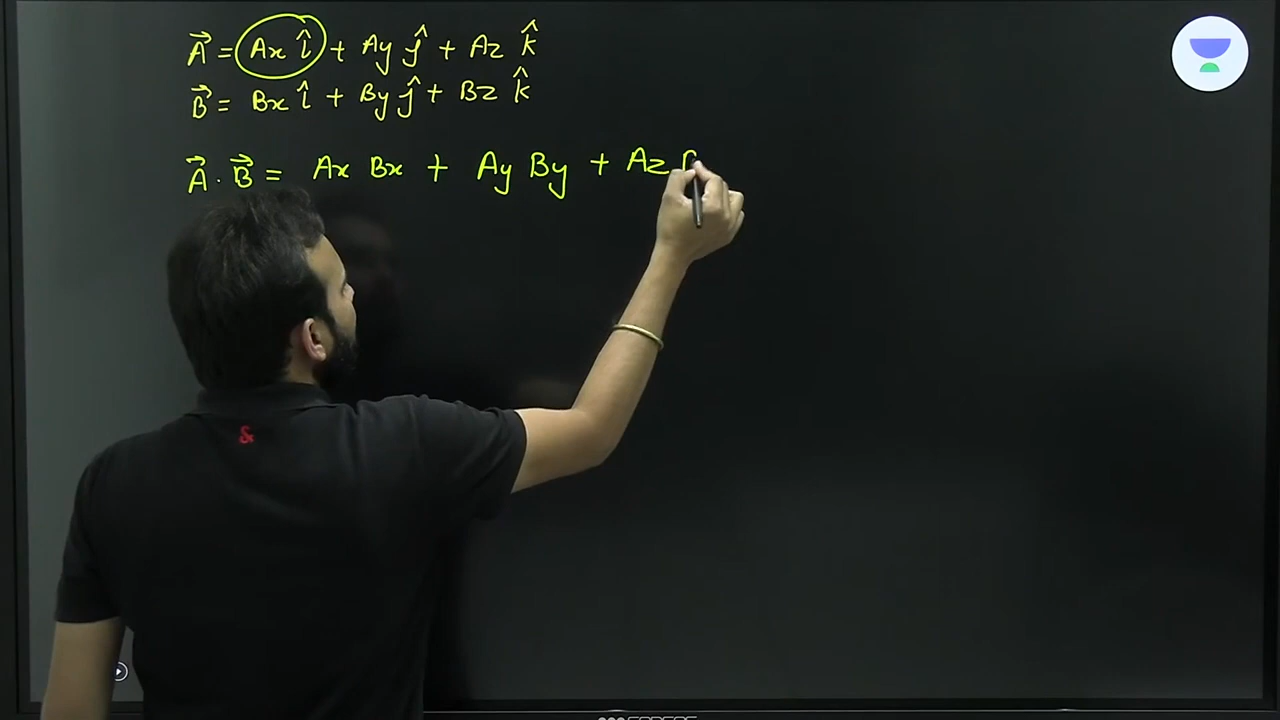 A⃗ = Ax î + Ay ĵ + Az k̂
B⃗ = Bx î + By ĵ + Bz k̂
A⃗ . B⃗ = Ax Bx + Ay By + Az
&